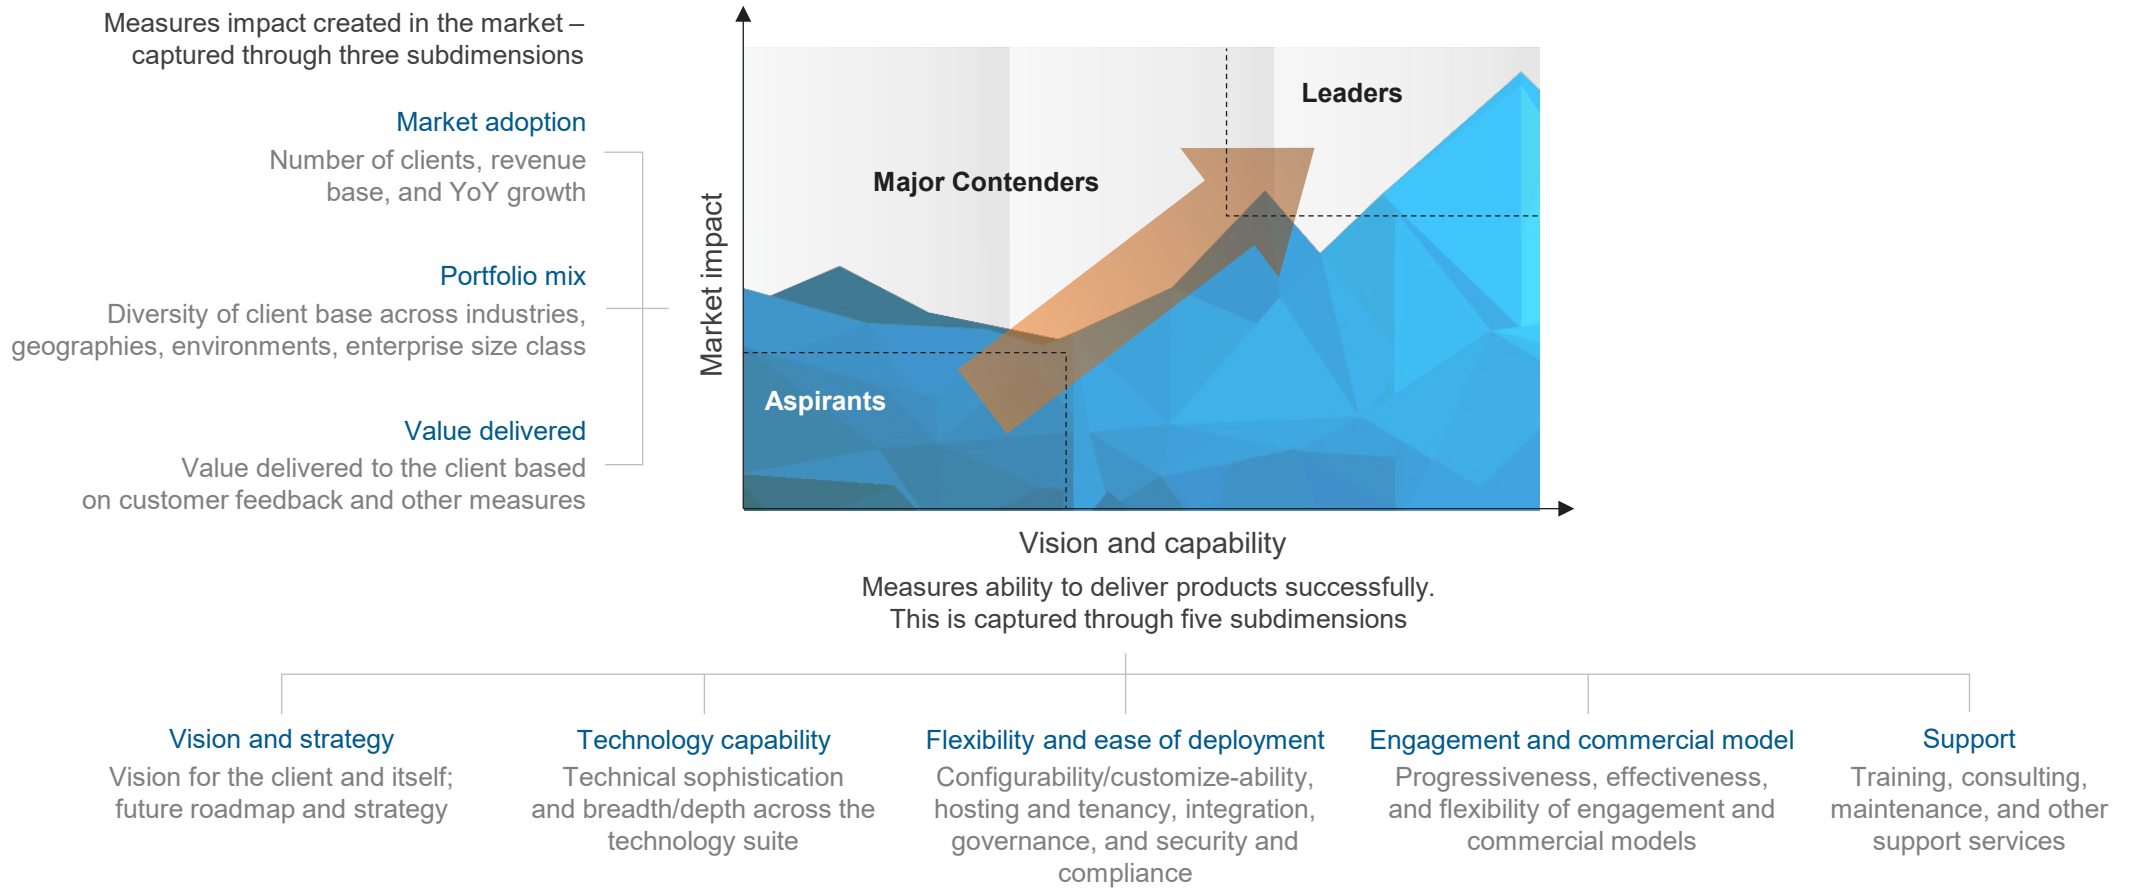 Measures impact created in the market –
captured through three subdimensions
Market adoption
Number of clients, revenue
base, and YoY growth
Portfolio mix
Diversity of client base across industries,
geographies, environments, enterprise size class
Value delivered
Value delivered to the client based
on customer feedback and other measures
Market impact
Leaders
Major Contenders
Aspirants
Vision and capability
Measures ability to deliver products successfully.
This is captured through five subdimensions
Vision and strategy
Vision for the client and itself;
future roadmap and strategy
Technology capability
Technical sophistication
and breadth/depth across the
technology suite
Flexibility and ease of deployment
Configurability/customize-ability,
hosting and tenancy, integration,
governance, and security and
compliance
Engagement and commercial model
Progressiveness, effectiveness,
and flexibility of engagement and
commercial models
Support
Training, consulting,
maintenance, and other
support services